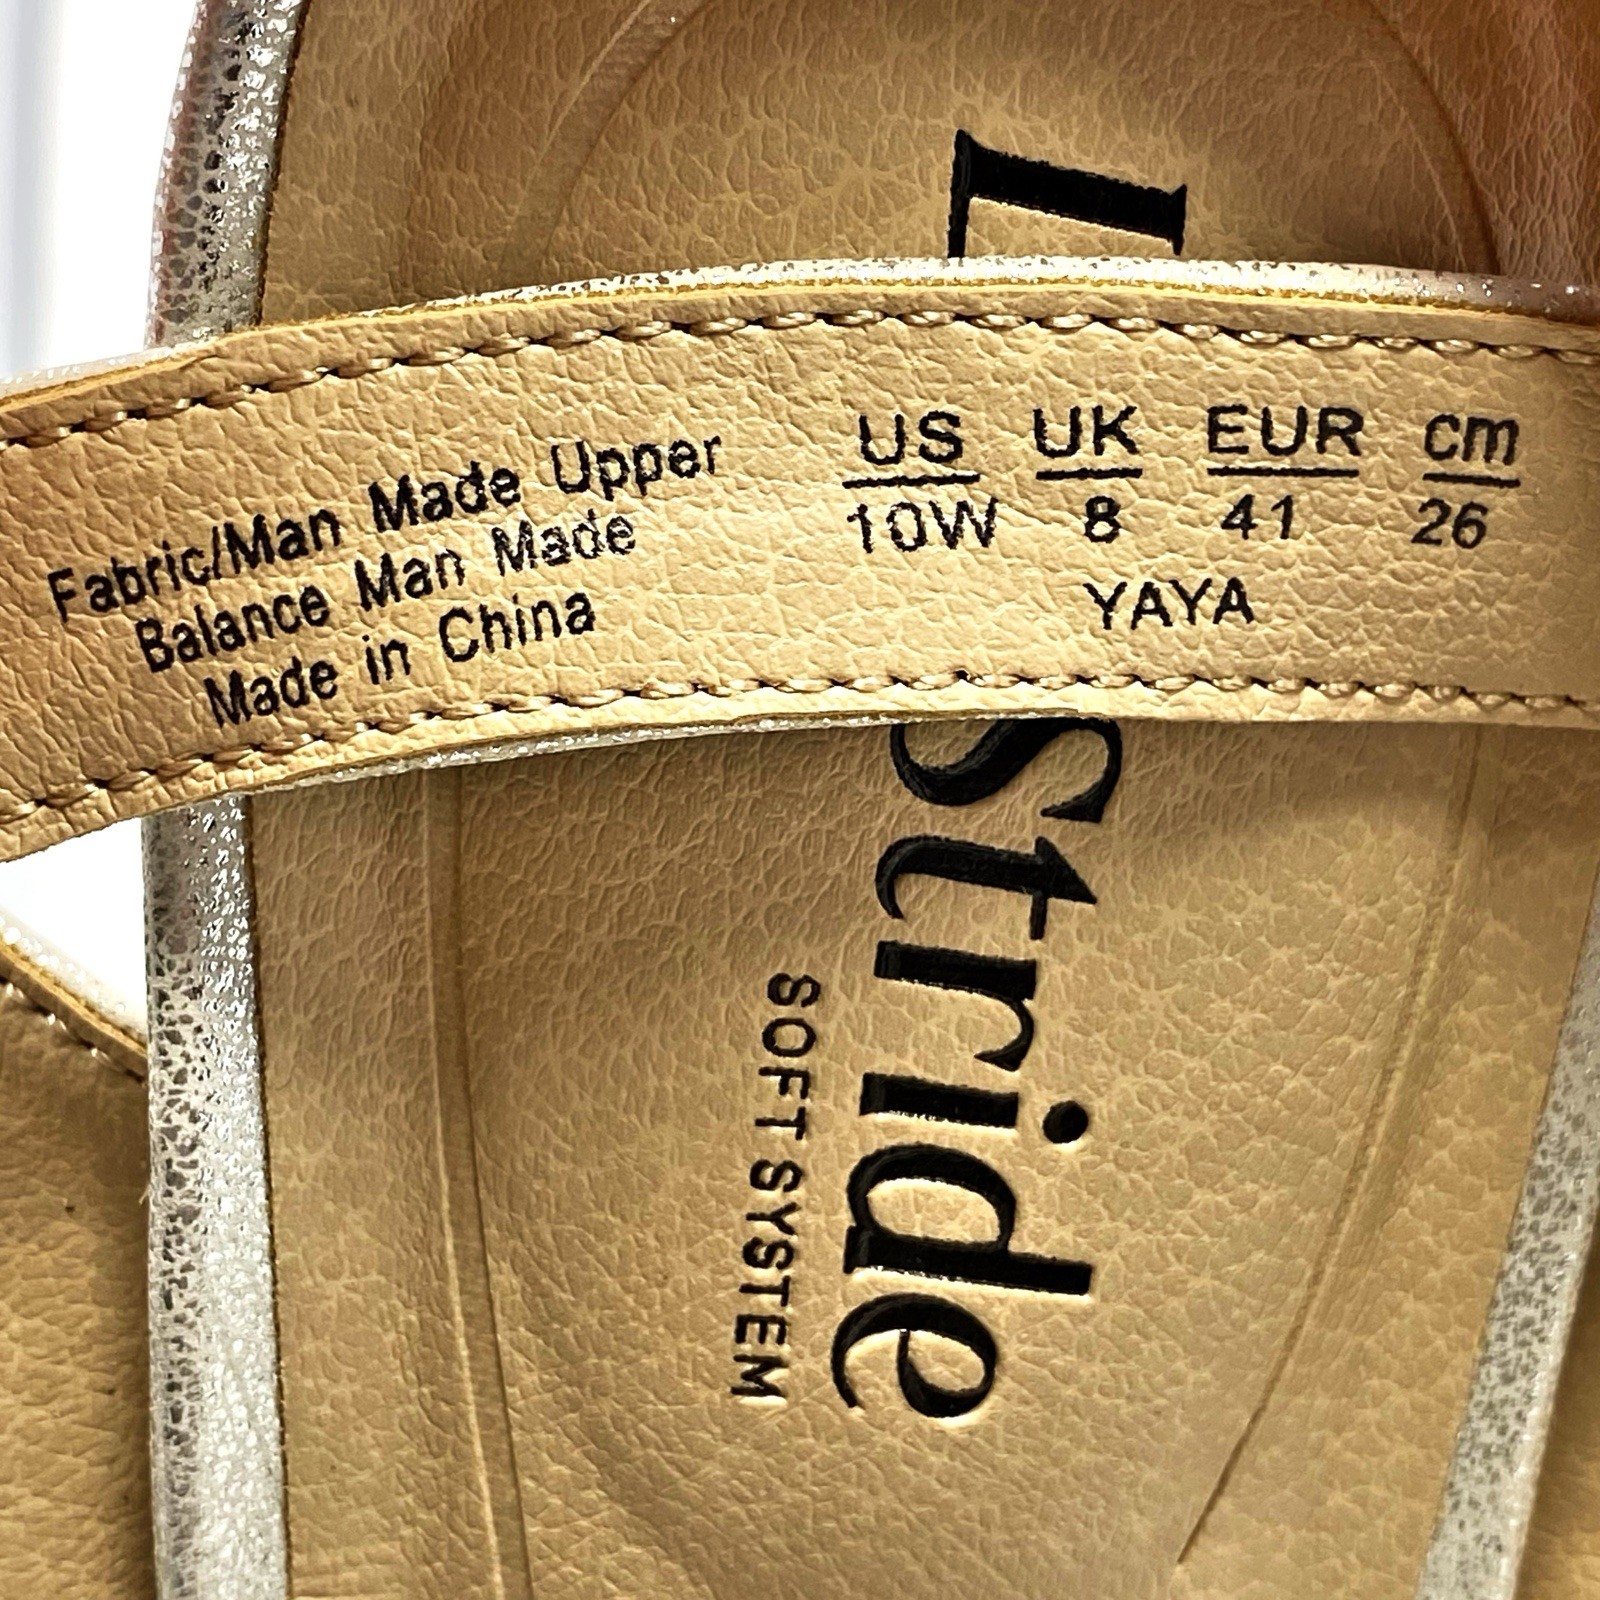 Fabric/Man Made Upper
Balance Man Made
Made in China
US UK EUR cm
10W 8 41 26
YAYA
Stride
SOFT SYSTEM